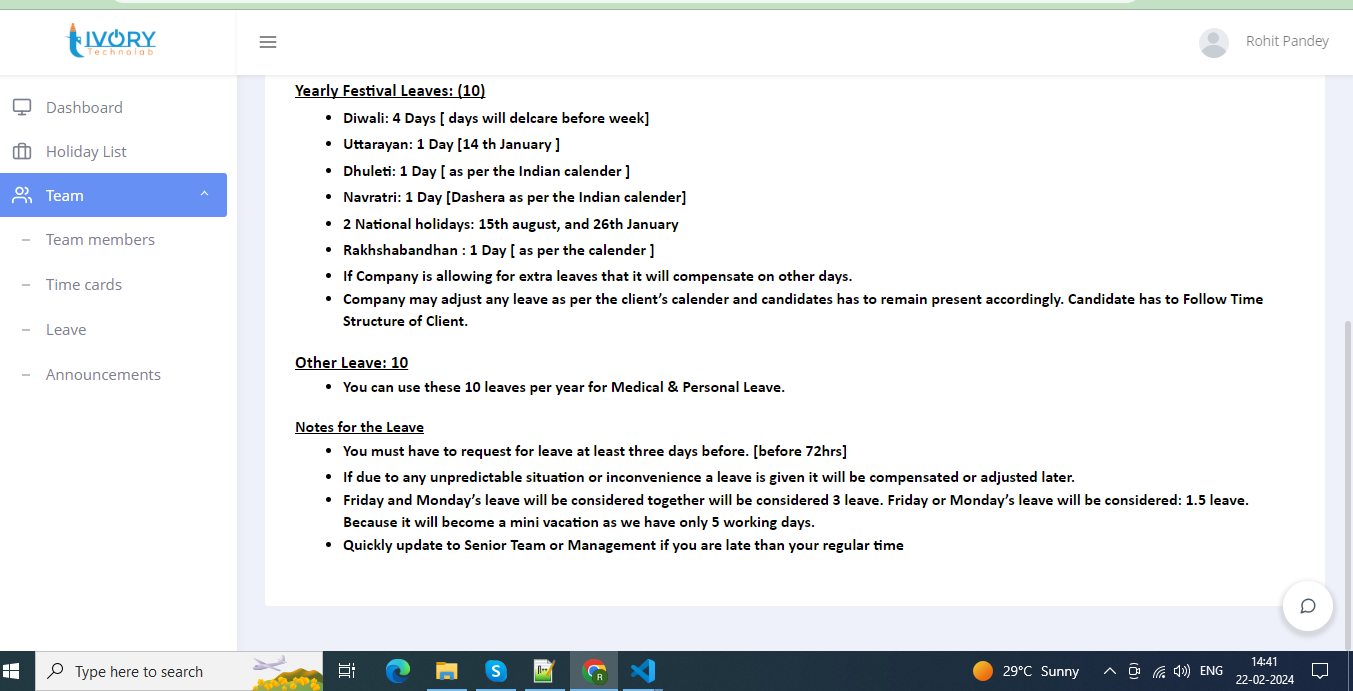 IVORY
Technolab
Rohit Pandey
Dashboard
Holiday List
Team
Team members
Time cards
Leave
Announcements
Yearly Festival Leaves: (10)
Diwali: 4 Days [ days will delcare before week]
Uttarayan: 1 Day [14 th January ]
Dhuleti: 1 Day [ as per the Indian calender ]
Navratri: 1 Day [Dashera as per the Indian calender]
2 National holidays: 15th august, and 26th January
Rakhshabandhan : 1 Day [ as per the calender ]
If Company is allowing for extra leaves that it will compensate on other days.
Company may adjust any leave as per the client’s calender and candidates has to remain present accordingly. Candidate has to Follow Time
Structure of Client.
Other Leave: 10
You can use these 10 leaves per year for Medical & Personal Leave.
Notes for the Leave
You must have to request for leave at least three days before. [before 72hrs]
If due to any unpredictable situation or inconvenience a leave is given it will be compensated or adjusted later.
Friday and Monday’s leave will be considered together will be considered 3 leave. Friday or Monday’s leave will be considered: 1.5 leave.
Because it will become a mini vacation as we have only 5 working days.
Quickly update to Senior Team or Management if you are late than your regular time
Type here to search
29°C Sunny
ENG
14:41
22-02-2024